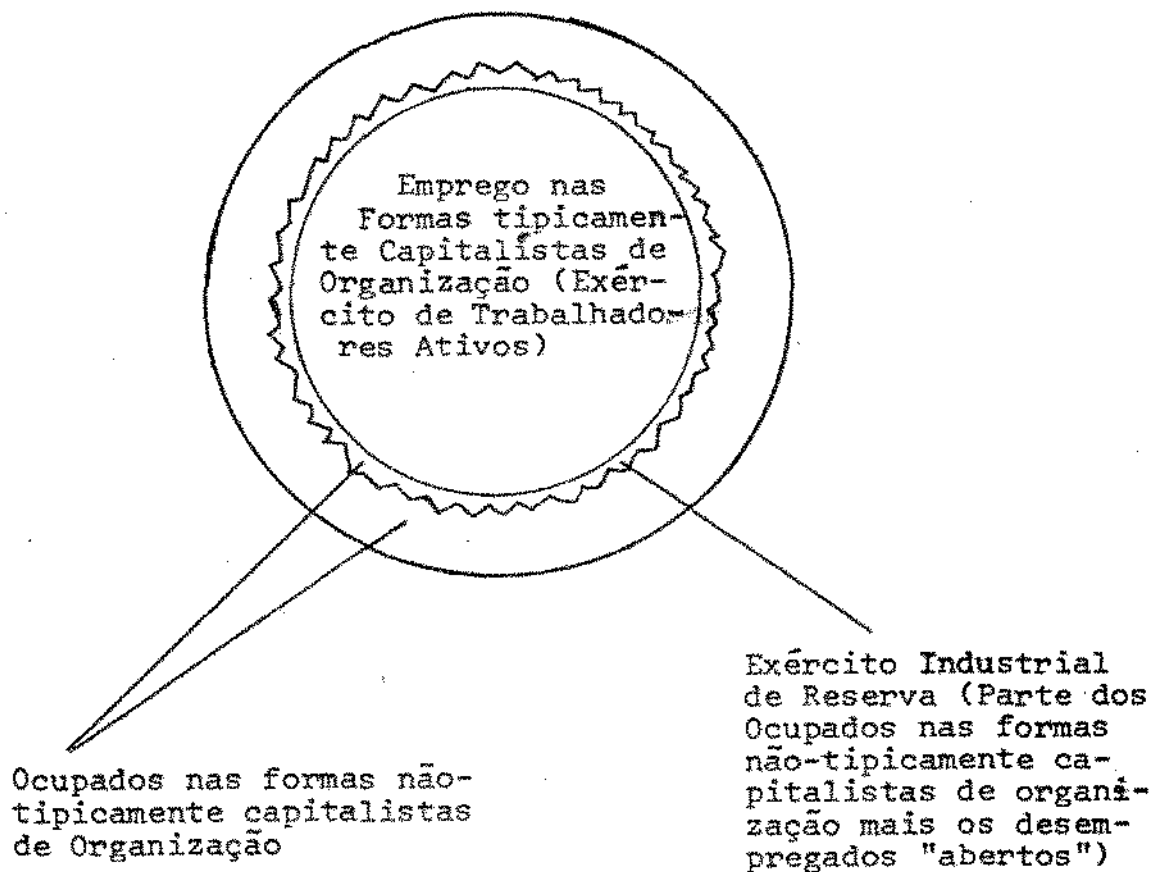 Emprego nas
Formas tipicamen-
te Capitalístas de
Organização (Exér-
cito de Trabalhado-
res Ativos)
Ocupados nas formas não-
tipicamente capitalistas
de Organização
Exército Industrial
de Reserva (Parte dos
Ocupados nas formas
não-tipicamente ca-
pitalistas de organi-
zação mais os desem-
pregados "abertos")